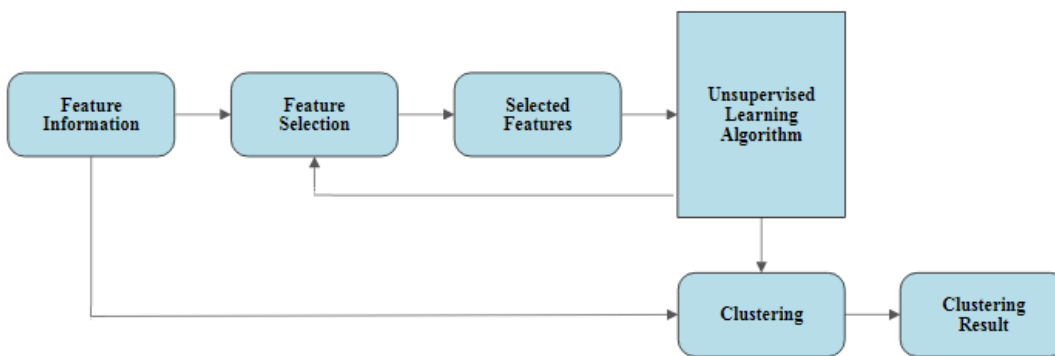 Feature
Information
Feature
Selection
Selected
Features
Unsupervised
Learning
Algorithm
Clustering
Clustering
Result